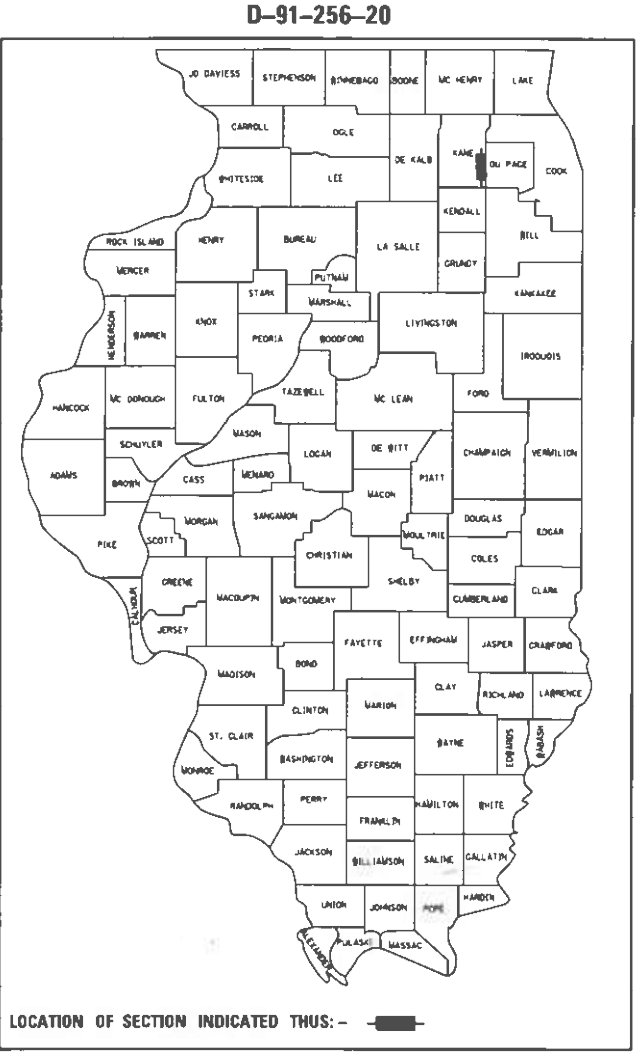 D-91-256-20
JO DAVIESS
STEPHENSON
WINNEBAGO
BOONE
MC HENRY
LAKE
CARROLL
OGLE
DE KALB
KANE
DU PAGE
COOK
WHITESIDE
LEE
KENDALL
WILL
ROCK ISLAND
HENRY
BUREAU
LA SALLE
GRUNDY
MERCER
PUTNAM
STARK
MARSHALL
KANKAKEE
HENDERSON
WARREN
KNOX
PEORIA
WOODFORD
LIVINGSTON
IROQUOIS
HANCOCK
MC DONOUGH
FULTON
TAZEWELL
MC LEAN
FORD
SCHUYLER
MASON
LOGAN
DE WITT
CHAMPAIGN
VERMILION
ADAMS
BROWN
CASS
MENARD
PIATT
MACON
PIKE
SCOTT
MORGAN
SANGAMON
CHRISTIAN
MOULTRIE
DOUGLAS
EDGAR
COLES
CALHOUN
GREENE
MACOUPIN
MONTGOMERY
SHELBY
CUMBERLAND
CLARK
JERSEY
FAYETTE
EFFINGHAM
JASPER
CRAWFORD
MADISON
BOND
CLAY
RICHLAND
LAWRENCE
CLINTON
MARION
ST. CLAIR
WAYNE
EDWARDS
WABASH
MONROE
WASHINGTON
JEFFERSON
RANDOLPH
PERRY
HAMILTON
WHITE
FRANKLIN
JACKSON
WILLIAMSON
SALINE
GALLATIN
UNION
JOHNSON
POPE
HARDEN
ALEXANDER
PULASKI
MASSAC
LOCATION OF SECTION INDICATED THUS: -